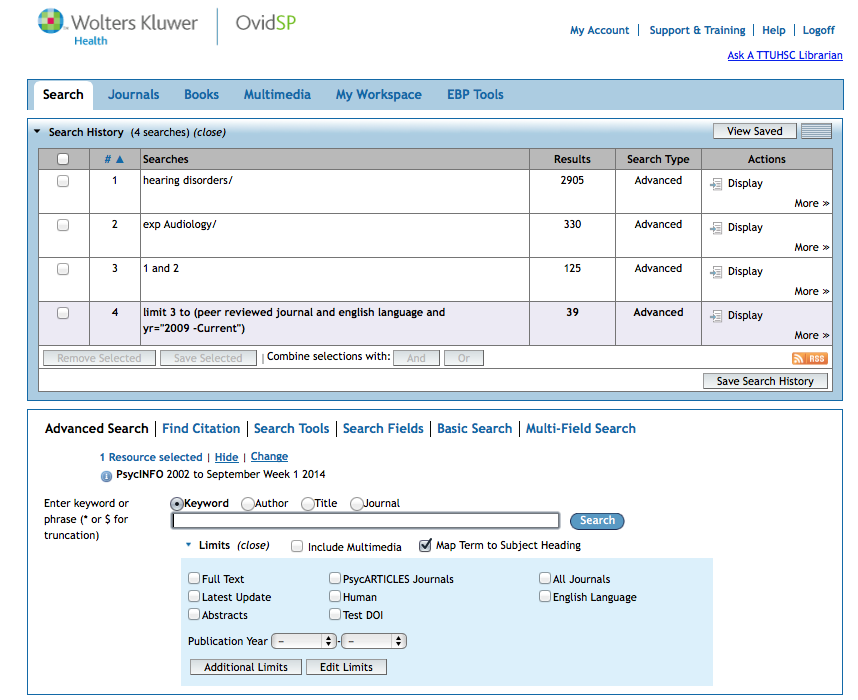 Wolters Kluwer
Health
OvidSP
My Account | Support & Training | Help | Logoff
Ask A TTUHSC Librarian
Search Journals Books Multimedia My Workspace EBP Tools
Search History (4 searches) (close)
View Saved
# ▲ Searches Results Search Type Actions
1 hearing disorders/ 2905 Advanced Display
More »
2 exp Audiology/ 330 Advanced Display
More »
3 1 and 2 125 Advanced Display
More »
4 limit 3 to (peer reviewed journal and english language and 39 Advanced Display
yr="2009 -Current")
More »
Remove Selected Save Selected | Combine selections with: And Or RSS
Save Search History
Advanced Search | Find Citation | Search Tools | Search Fields | Basic Search | Multi-Field Search
1 Resource selected | Hide | Change
i PsycINFO 2002 to September Week 1 2014
Enter keyword or
phrase (* or $ for
truncation)
Keyword Author Title Journal
Search
Limits (close) Include Multimedia Map Term to Subject Heading
Full Text PsycARTICLES Journals All Journals
Latest Update Human English Language
Abstracts Test DOI
Publication Year - - -
Additional Limits Edit Limits